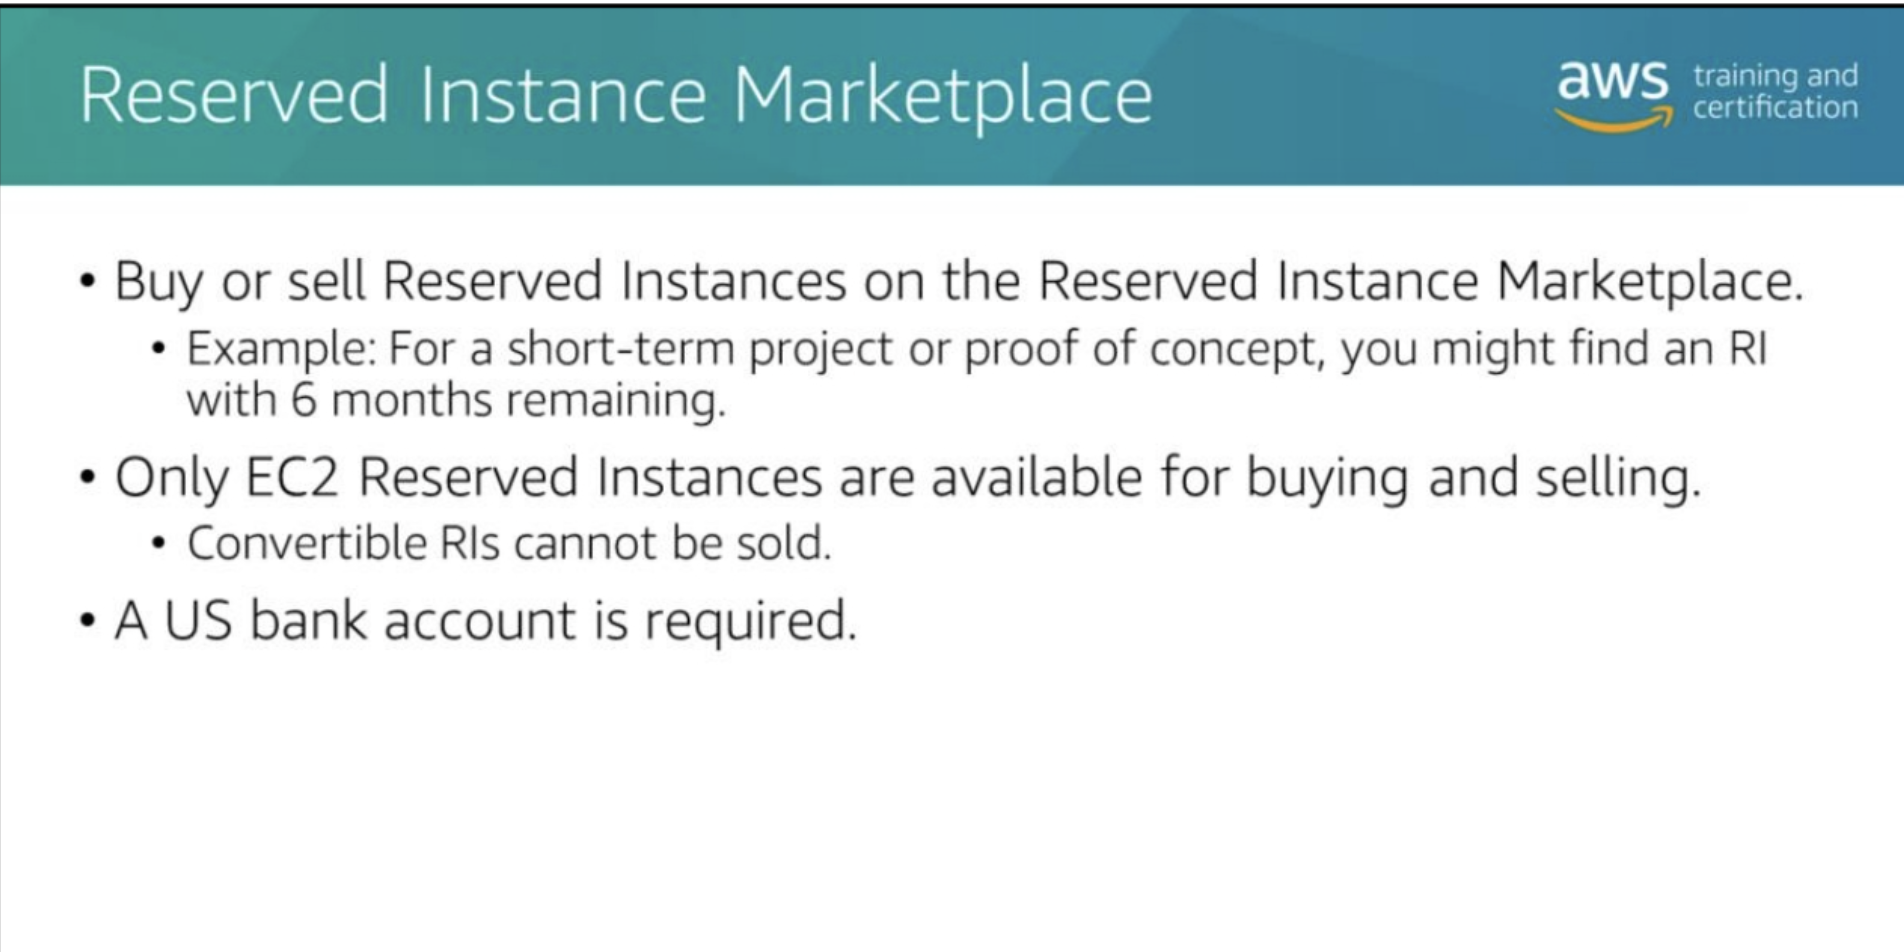 Reserved Instance Marketplace
aws training and
certification
• Buy or sell Reserved Instances on the Reserved Instance Marketplace.
• Example: For a short-term project or proof of concept, you might find an RI
with 6 months remaining.
• Only EC2 Reserved Instances are available for buying and selling.
• Convertible RIs cannot be sold.
• A US bank account is required.